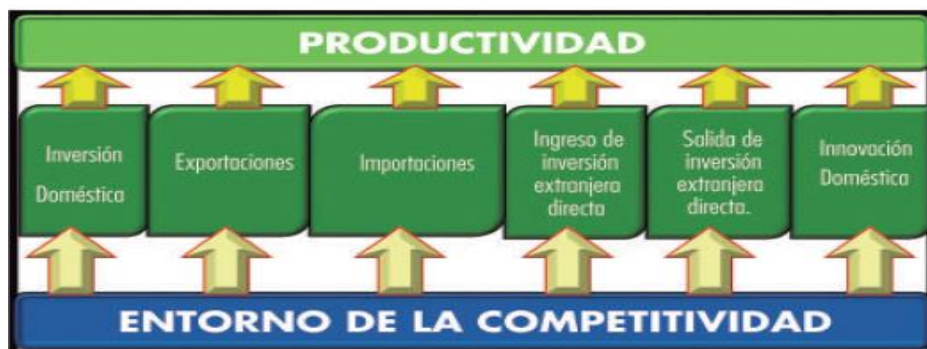 PRODUCTIVIDAD
Inversión
Doméstica
Exportaciones
Importaciones
Ingreso de
inversión
extranjera
directa
Salida de
inversión
extranjera
directa.
Innovación
Doméstica
ENTORNO DE LA COMPETITIVIDAD